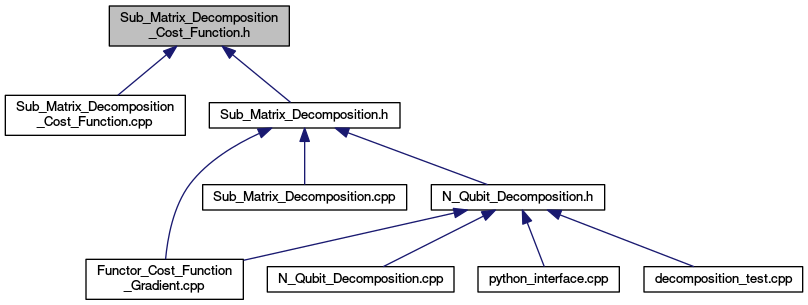 Sub_Matrix_Decomposition
_Cost_Function.h
Sub_Matrix_Decomposition
_Cost_Function.cpp
Sub_Matrix_Decomposition.h
Sub_Matrix_Decomposition.cpp
N_Qubit_Decomposition.h
Functor_Cost_Function
_Gradient.cpp
N_Qubit_Decomposition.cpp
python_interface.cpp
decomposition_test.cpp